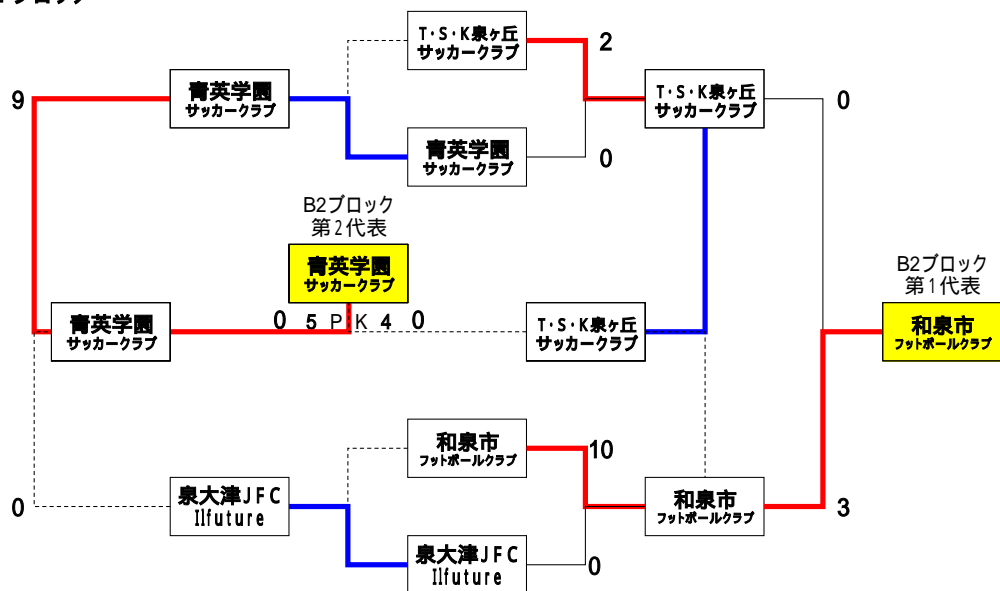 T・S・K泉ヶ丘
サッカークラブ
2
9
青英学園
サッカークラブ
T・S・K泉ヶ丘
サッカークラブ
0
青英学園
サッカークラブ
0
B2ブロック
第2代表
青英学園
サッカークラブ
B2ブロック
第1代表
青英学園
サッカークラブ
0 5 PK 4 0
T・S・K泉ヶ丘
サッカークラブ
和泉市
フットボールクラブ
和泉市
フットボールクラブ
10
0
泉大津JFC
Ilfuture
和泉市
フットボールクラブ
3
泉大津JFC
Ilfuture
0